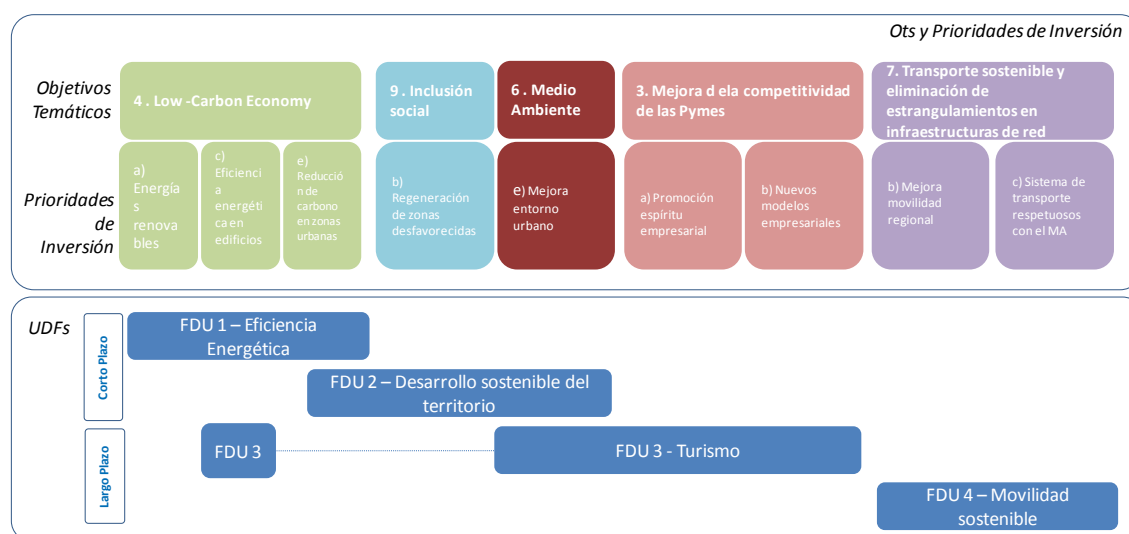 Ots y Prioridades de Inversión
Objetivos
Temáticos
4 . Low -Carbon Economy
9 . Inclusión
social
6 . Medio
Ambiente
3. Mejora d ela competitividad
de las Pymes
7. Transporte sostenible y
eliminación de
estrangulamientos en
infraestructuras de red
Prioridades
de
Inversión
a)
Energía
s
renova
bles
c)
Eficienci
a
energét
ica en
edificios
e)
Reducció
n de
carbono
en zonas
urbanas
b)
Regeneración
de zonas
desfavorecidas
e) Mejora
entorno
urbano
a) Promoción
espíritu
empresarial
b) Nuevos
modelos
empresariales
b) Mejora
movilidad
regional
c) Sistema de
transporte
respetuosos
con el MA
UDFs
Corto Plazo
FDU 1 – Eficiencia
Energética
FDU 2 – Desarrollo sostenible del
territorio
Largo Plazo
FDU 3
FDU 3 - Turismo
FDU 4 – Movilidad
sostenible